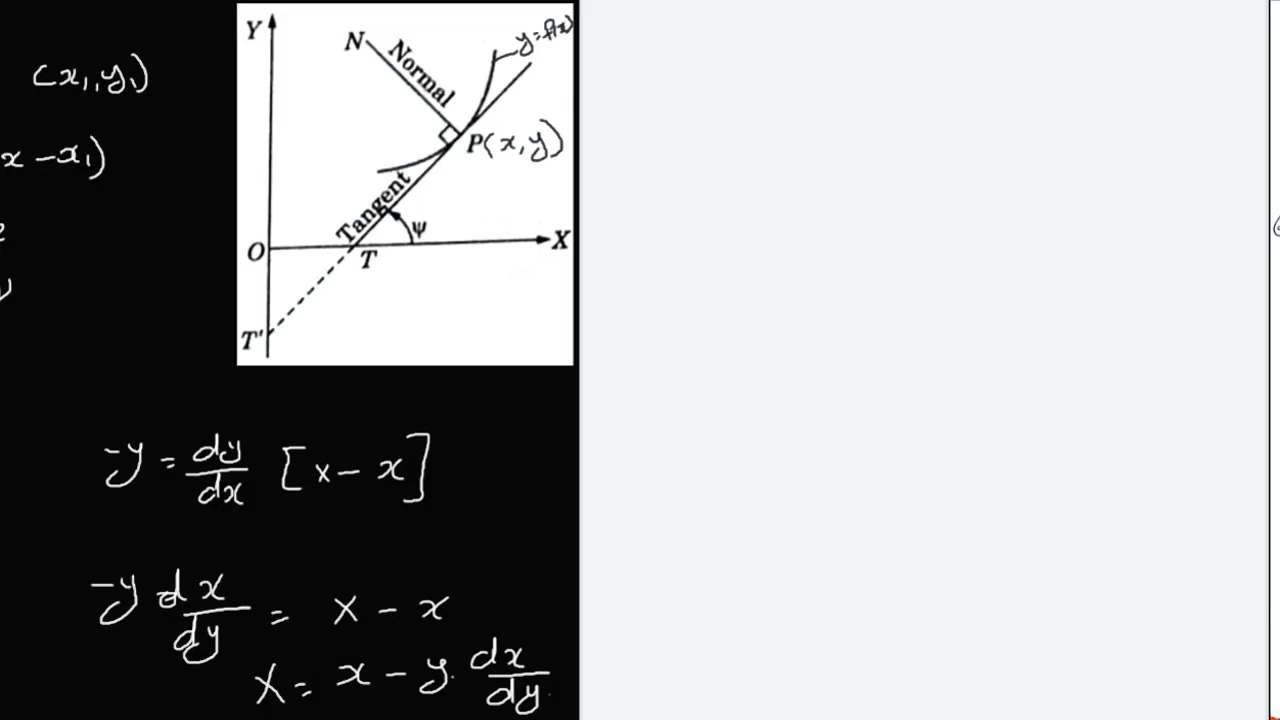 (x₁, y₁)
x - x₁)
Y
N
Normal
y=f(x)
P(x, y)
Tangent
ψ
O
T
X
T'
-y = dy/dx [X - x]
-y dx/dy = X - x
X = x - y . dx/dy